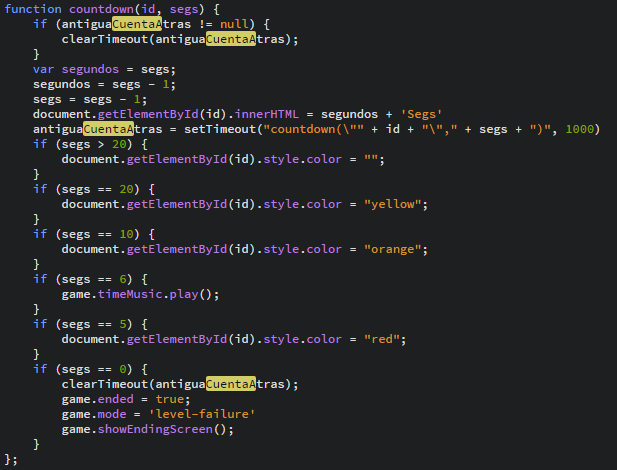 function countdown(id, segs) {
    if (antiguaCuentaAtras != null) {
        clearTimeout(antiguaCuentaAtras);
    }
    var segundos = segs;
    segundos = segs - 1;
    segs = segs - 1;
    document.getElementById(id).innerHTML = segundos + 'Segs'
    antiguaCuentaAtras = setTimeout("countdown(\"" + id + "\"," + segs + ")", 1000)
    if (segs > 20) {
        document.getElementById(id).style.color = "";
    }
    if (segs == 20) {
        document.getElementById(id).style.color = "yellow";
    }
    if (segs == 10) {
        document.getElementById(id).style.color = "orange";
    }
    if (segs == 6) {
        game.timeMusic.play();
    }
    if (segs == 5) {
        document.getElementById(id).style.color = "red";
    }
    if (segs == 0) {
        clearTimeout(antiguaCuentaAtras);
        game.ended = true;
        game.mode = 'level-failure'
        game.showEndingScreen();
    }
};